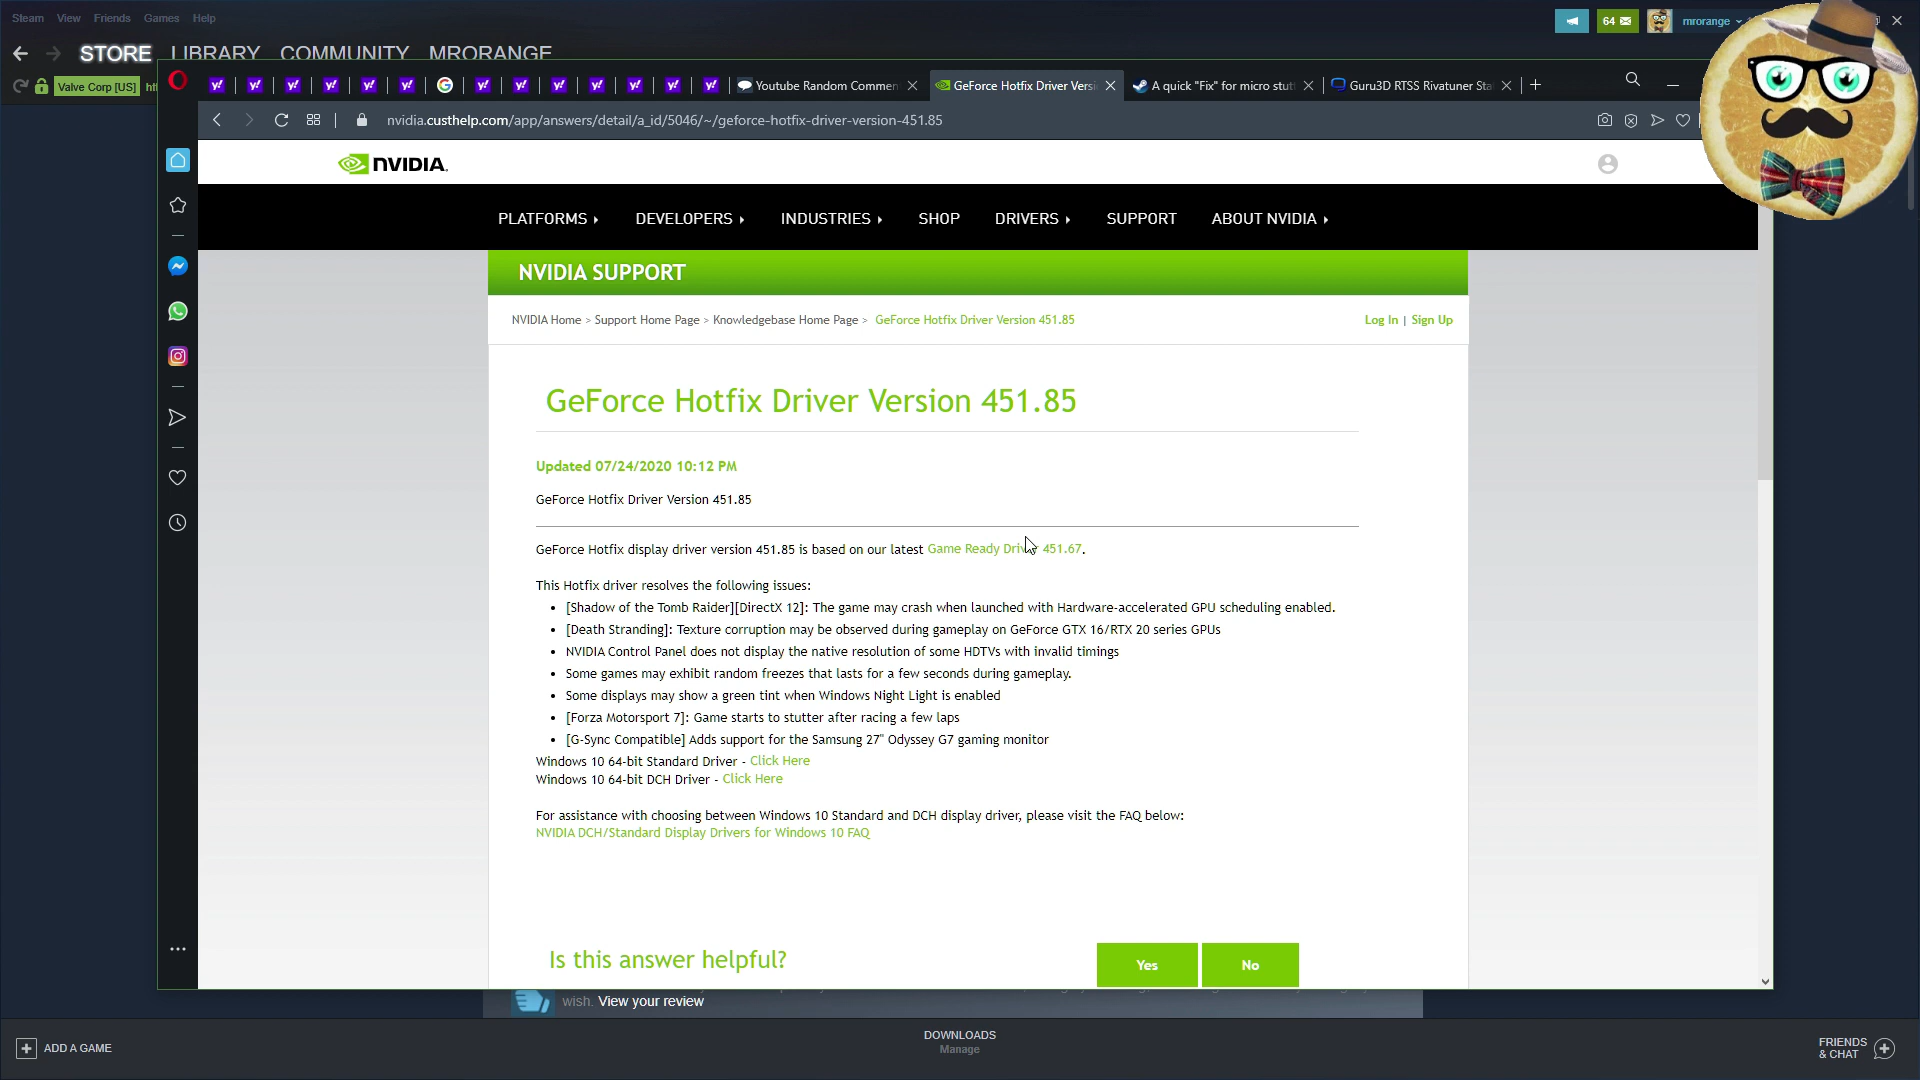 Steam View Friends Games Help
64 mrorange
STORE LIBRARY COMMUNITY MRORANGE
Valve Corp [US]
Youtube Random Commen
GeForce Hotfix Driver Versi
A quick "Fix" for micro stutt
Guru3D RTSS Rivatuner Sta
nvidia.custhelp.com/app/answers/detail/a_id/5046/~/geforce-hotfix-driver-version-451.85
NVIDIA.
PLATFORMS DEVELOPERS INDUSTRIES SHOP DRIVERS SUPPORT ABOUT NVIDIA
NVIDIA SUPPORT
NVIDIA Home > Support Home Page > Knowledgebase Home Page > GeForce Hotfix Driver Version 451.85
Log In | Sign Up
GeForce Hotfix Driver Version 451.85
Updated 07/24/2020 10:12 PM
GeForce Hotfix Driver Version 451.85
GeForce Hotfix display driver version 451.85 is based on our latest Game Ready Driver 451.67.
This Hotfix driver resolves the following issues:
• [Shadow of the Tomb Raider][DirectX 12]: The game may crash when launched with Hardware-accelerated GPU scheduling enabled.
• [Death Stranding]: Texture corruption may be observed during gameplay on GeForce GTX 16/RTX 20 series GPUs
• NVIDIA Control Panel does not display the native resolution of some HDTVs with invalid timings
• Some games may exhibit random freezes that lasts for a few seconds during gameplay.
• Some displays may show a green tint when Windows Night Light is enabled
• [Forza Motorsport 7]: Game starts to stutter after racing a few laps
• [G-Sync Compatible] Adds support for the Samsung 27" Odyssey G7 gaming monitor
Windows 10 64-bit Standard Driver - Click Here
Windows 10 64-bit DCH Driver - Click Here
For assistance with choosing between Windows 10 Standard and DCH display driver, please visit the FAQ below:
NVIDIA DCH/Standard Display Drivers for Windows 10 FAQ
Is this answer helpful?
Yes No
wish. View your review
ADD A GAME
DOWNLOADS
Manage
FRIENDS
& CHAT